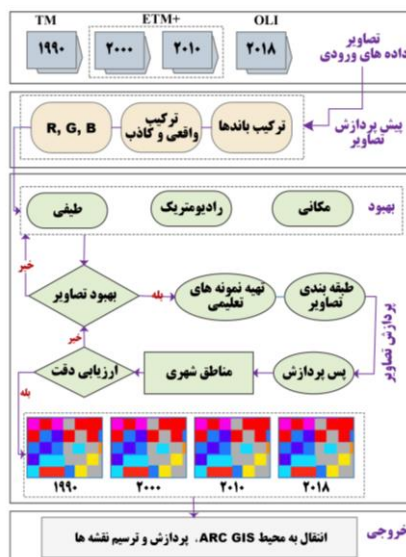 TM ETM+ OLI
۱۹۹۰ ۲۰۰۰ ۲۰۱۰ ۲۰۱۸
تصاویر
داده های ورودی
پیش پردازش
تصاویر
ترکیب باندها
ترکیب
واقعی و کاذب
R, G, B
بهبود
مکانی
رادیومتریک
طیفی
خیر
بهبود تصاویر
بله
تهیه نمونه های
تعلیمی
طبقه بندی
تصاویر
پردازش تصاویر
پس پردازش
مناطق شهری
ارزیابی دقت
خیر
بله
۱۹۹۰ ۲۰۰۰ ۲۰۱۰ ۲۰۱۸
خروجی
انتقال به محیط ARC GIS، پردازش و ترسیم نقشه ها